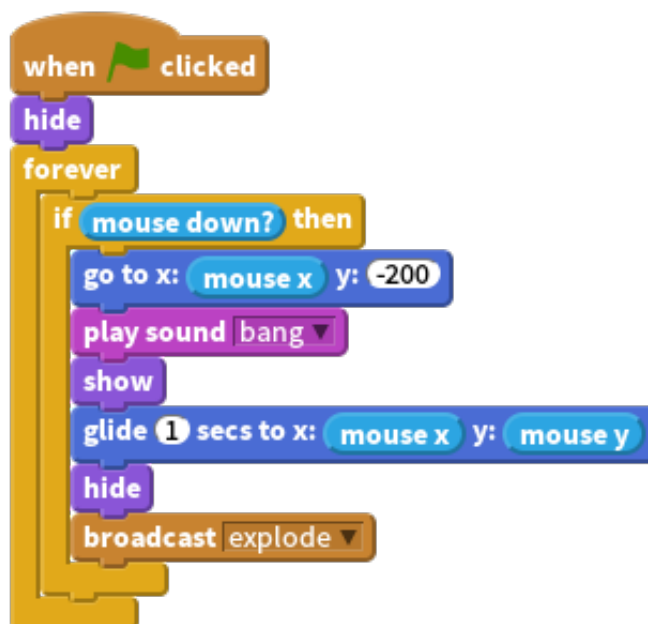 when clicked
hide
forever
if mouse down? then
go to x: mouse x y: -200
play sound bang
show
glide 1 secs to x: mouse x y: mouse y
hide
broadcast explode